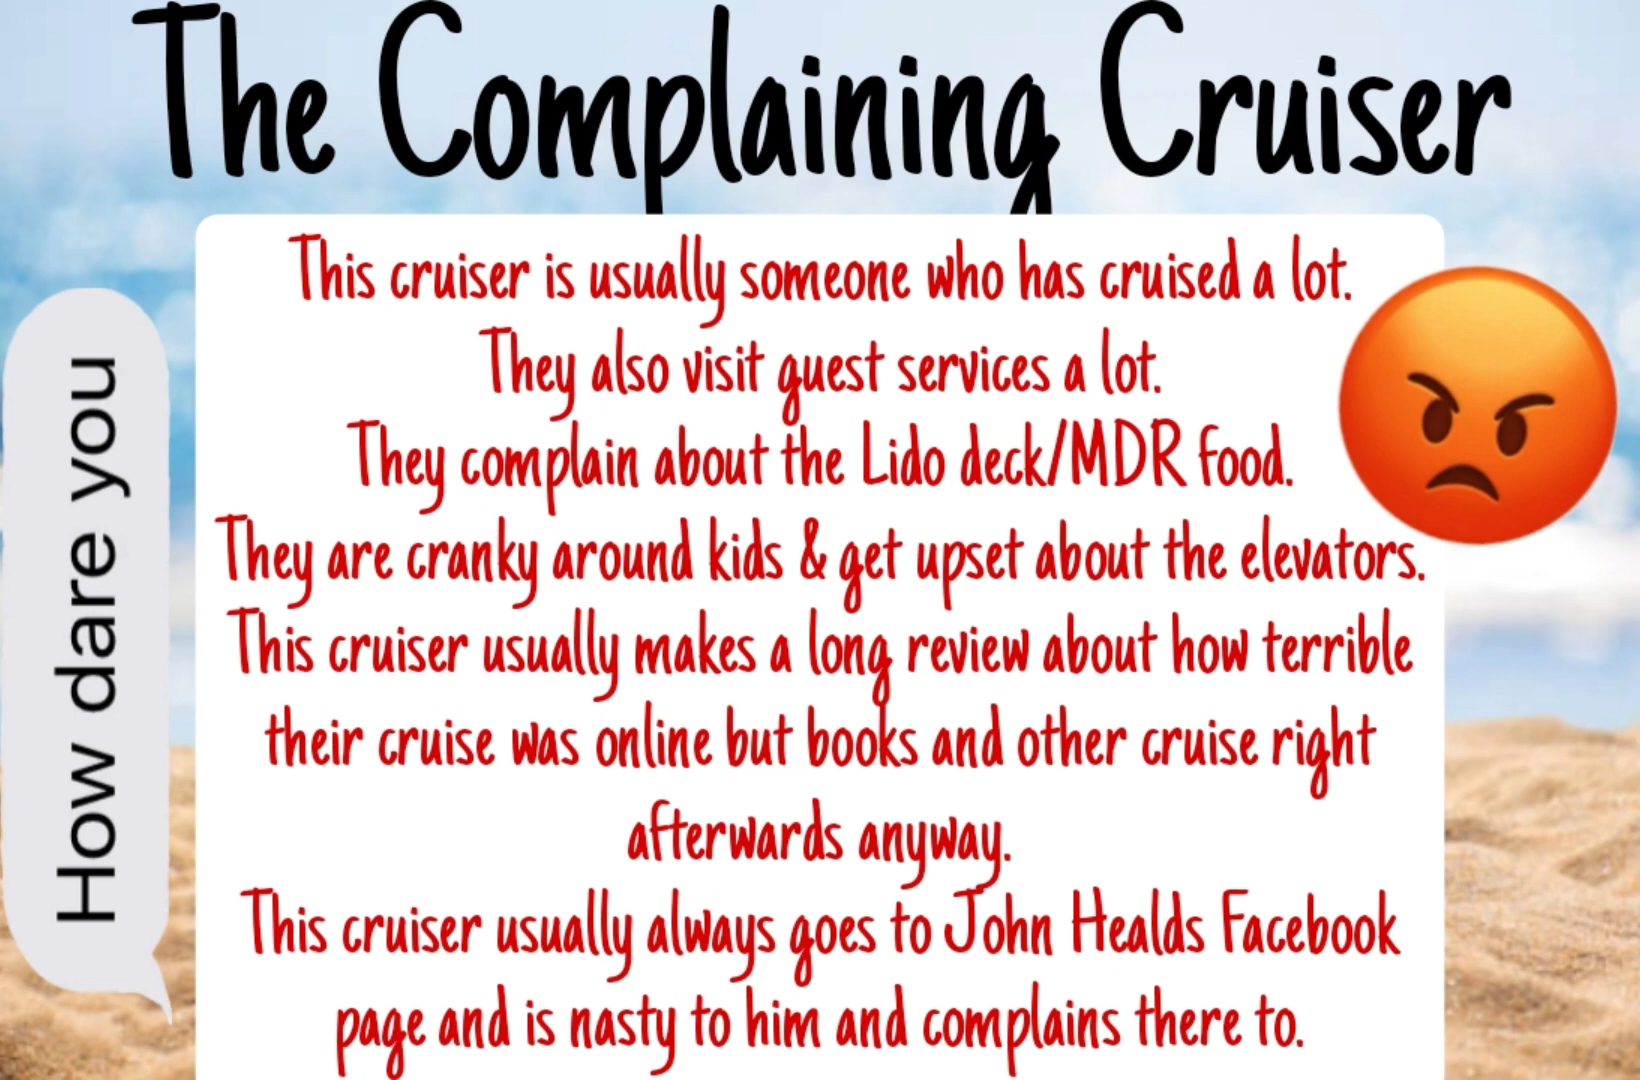 The Complaining Cruiser
This cruiser is usually someone who has cruised a lot.
They also visit guest services a lot.
They complain about the Lido deck/MDR food.
They are cranky around kids & get upset about the elevators.
This cruiser usually makes a long review about how terrible
their cruise was online but books and other cruise right
afterwards anyway.
This cruiser usually always goes to John Healds Facebook
page and is nasty to him and complains there to.
How dare you